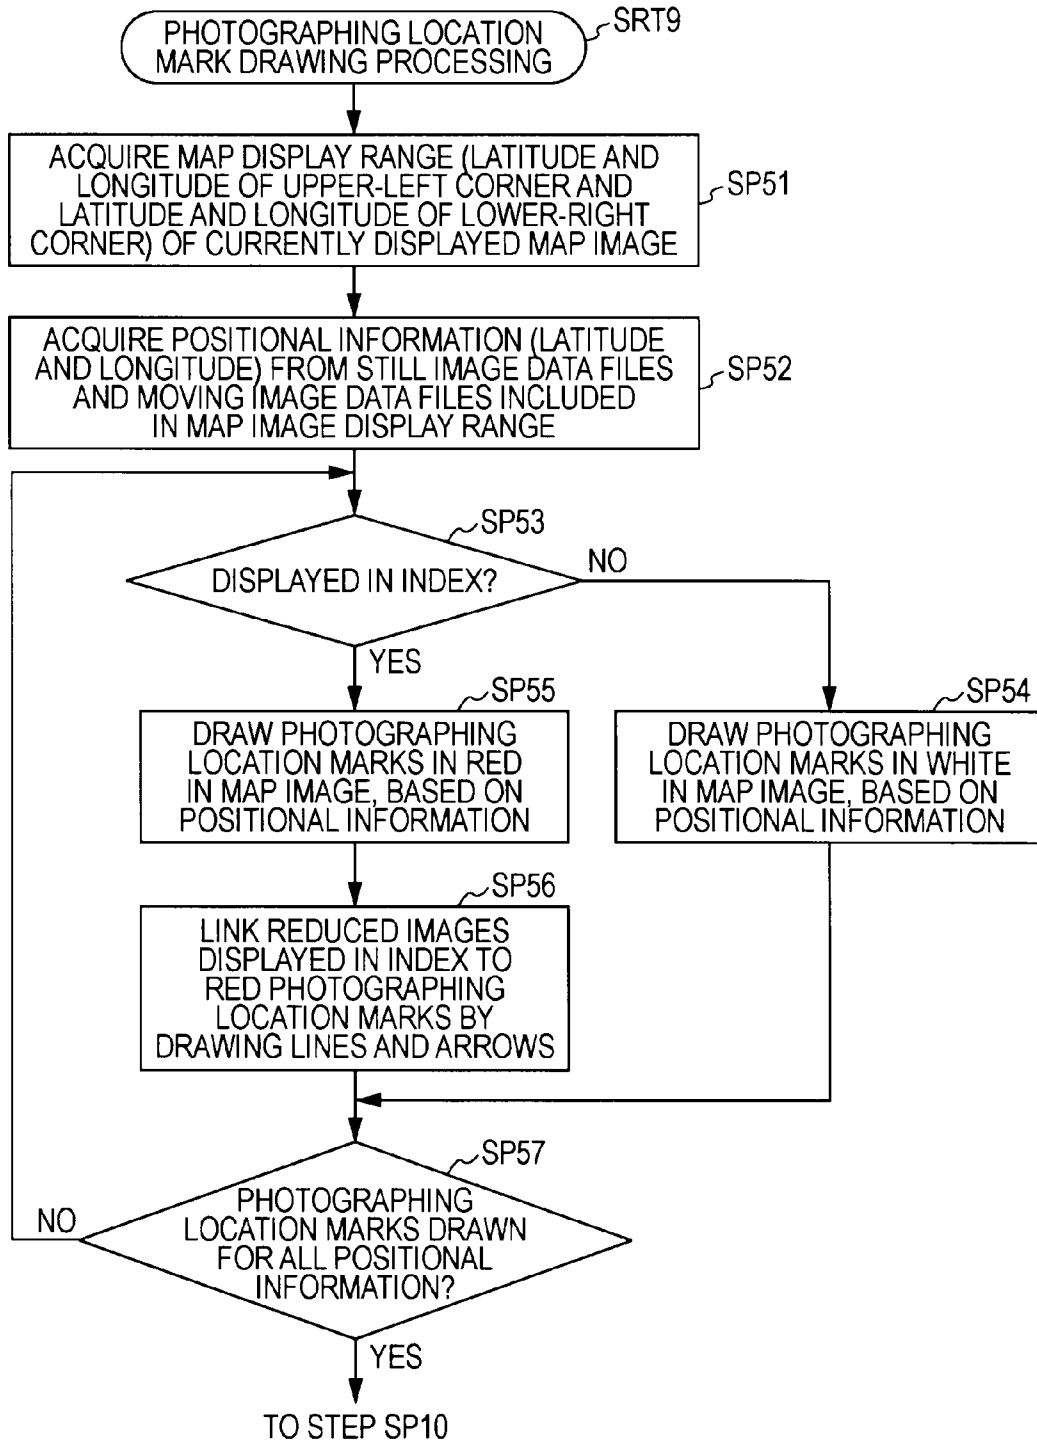 PHOTOGRAPHING LOCATION
MARK DRAWING PROCESSING
SRT9
ACQUIRE MAP DISPLAY RANGE (LATITUDE AND
LONGITUDE OF UPPER-LEFT CORNER AND
LATITUDE AND LONGITUDE OF LOWER-RIGHT
CORNER) OF CURRENTLY DISPLAYED MAP IMAGE
SP51
ACQUIRE POSITIONAL INFORMATION (LATITUDE
AND LONGITUDE) FROM STILL IMAGE DATA FILES
AND MOVING IMAGE DATA FILES INCLUDED
IN MAP IMAGE DISPLAY RANGE
SP52
SP53
DISPLAYED IN INDEX?
NO
YES
SP55
DRAW PHOTOGRAPHING
LOCATION MARKS IN RED
IN MAP IMAGE, BASED ON
POSITIONAL INFORMATION
SP54
DRAW PHOTOGRAPHING
LOCATION MARKS IN WHITE
IN MAP IMAGE, BASED ON
POSITIONAL INFORMATION
SP56
LINK REDUCED IMAGES
DISPLAYED IN INDEX TO
RED PHOTOGRAPHING
LOCATION MARKS BY
DRAWING LINES AND ARROWS
SP57
PHOTOGRAPHING
LOCATION MARKS DRAWN
FOR ALL POSITIONAL
INFORMATION?
NO
YES
TO STEP SP10